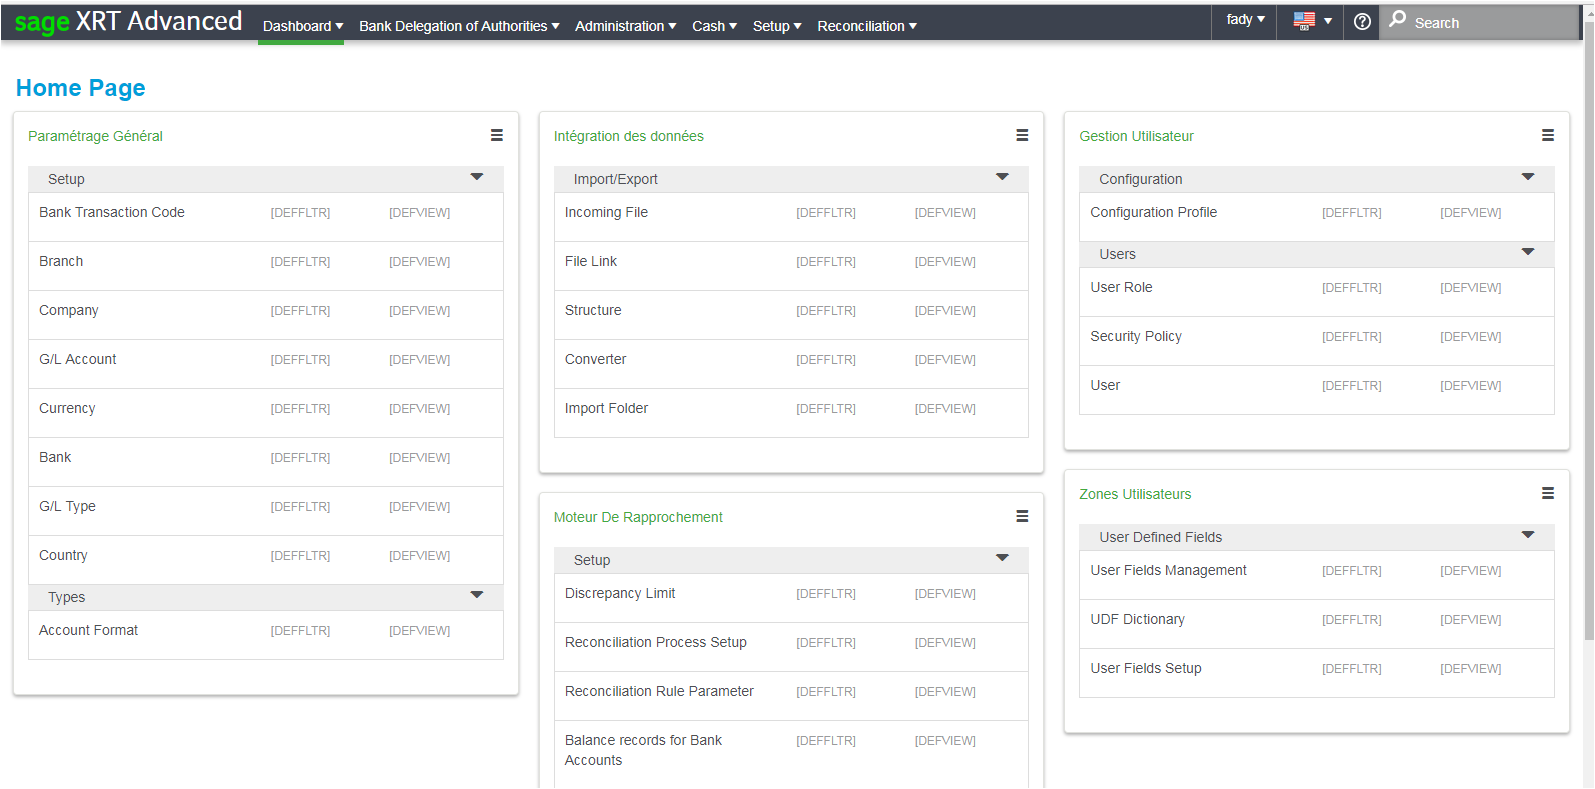 sage XRT Advanced Dashboard Bank Delegation of Authorities Administration Cash Setup Reconciliation fady US Search
Home Page
Paramétrage Général
Setup
Bank Transaction Code [DEFFLTR] [DEFVIEW]
Branch [DEFFLTR] [DEFVIEW]
Company [DEFFLTR] [DEFVIEW]
G/L Account [DEFFLTR] [DEFVIEW]
Currency [DEFFLTR] [DEFVIEW]
Bank [DEFFLTR] [DEFVIEW]
G/L Type [DEFFLTR] [DEFVIEW]
Country [DEFFLTR] [DEFVIEW]
Types
Account Format [DEFFLTR] [DEFVIEW]
Intégration des données
Import/Export
Incoming File [DEFFLTR] [DEFVIEW]
File Link [DEFFLTR] [DEFVIEW]
Structure [DEFFLTR] [DEFVIEW]
Converter [DEFFLTR] [DEFVIEW]
Import Folder [DEFFLTR] [DEFVIEW]
Moteur De Rapprochement
Setup
Discrepancy Limit [DEFFLTR] [DEFVIEW]
Reconciliation Process Setup [DEFFLTR] [DEFVIEW]
Reconciliation Rule Parameter [DEFFLTR] [DEFVIEW]
Balance records for Bank [DEFFLTR] [DEFVIEW]
Accounts
Gestion Utilisateur
Configuration
Configuration Profile [DEFFLTR] [DEFVIEW]
Users
User Role [DEFFLTR] [DEFVIEW]
Security Policy [DEFFLTR] [DEFVIEW]
User [DEFFLTR] [DEFVIEW]
Zones Utilisateurs
User Defined Fields
User Fields Management [DEFFLTR] [DEFVIEW]
UDF Dictionary [DEFFLTR] [DEFVIEW]
User Fields Setup [DEFFLTR] [DEFVIEW]